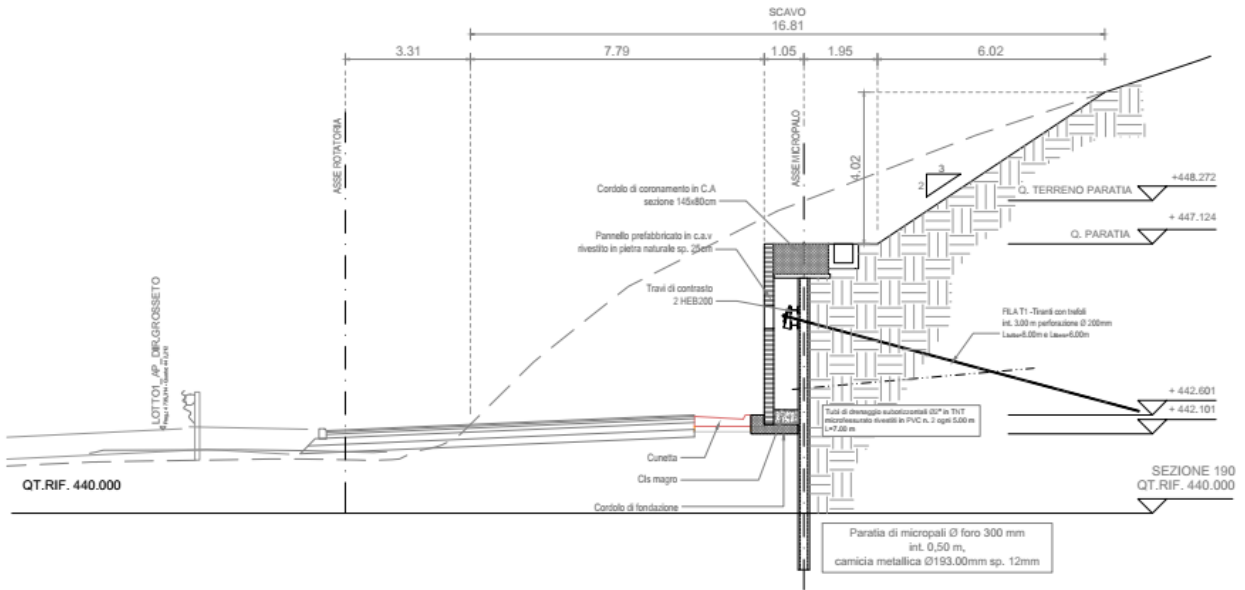 SCAVO
16.81
3.31
7.79
1.05
1.95
6.02
ASSE ROTATORIA
ASSE MICROPALO
4.02
3
2
+448.272
Q. TERRENO PARATIA
+ 447.124
Q. PARATIA
Cordolo di coronamento in C.A
sezione 145x80cm
Pannello prefabbricato in c.a.v
rivestito in pietra naturale sp. 25cm
Travi di contrasto
2 HEB200
FILA T1 -Tiranti con trefoli
int. 3.00 m perforazione Ø 200mm
LOTTO1_AP_DIR.GROSSETO
+ 442.601
+ 442.101
Tubi di drenaggio suborizzontali Ø2" in TNT
microfessurato rivestiti in PVC n. 2 ogni 5.00 m
L=7.00 m
Cunetta
Cls magro
Cordolo di fondazione
QT.RIF. 440.000
SEZIONE 190
QT.RIF. 440.000
Paratia di micropali Ø foro 300 mm
int. 0,50 m,
camicia metallica Ø193.00mm sp. 12mm